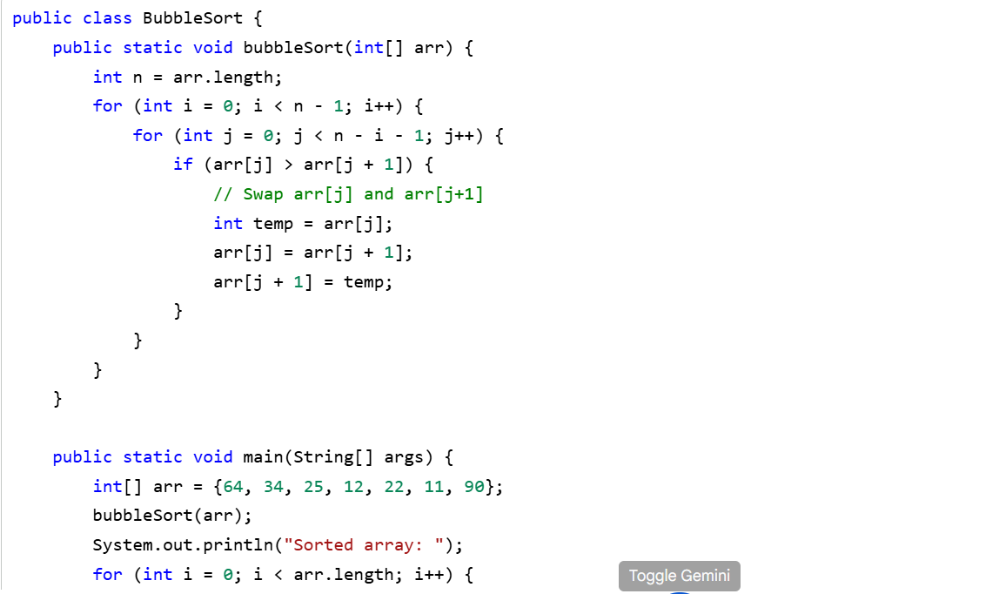 public class BubbleSort {
    public static void bubbleSort(int[] arr) {
        int n = arr.length;
        for (int i = 0; i < n - 1; i++) {
            for (int j = 0; j < n - i - 1; j++) {
                if (arr[j] > arr[j + 1]) {
                    // Swap arr[j] and arr[j+1]
                    int temp = arr[j];
                    arr[j] = arr[j + 1];
                    arr[j + 1] = temp;
                }
            }
        }
    }

    public static void main(String[] args) {
        int[] arr = {64, 34, 25, 12, 22, 11, 90};
        bubbleSort(arr);
        System.out.println("Sorted array: ");
        for (int i = 0; i < arr.length; i++) {
Toggle Gemini